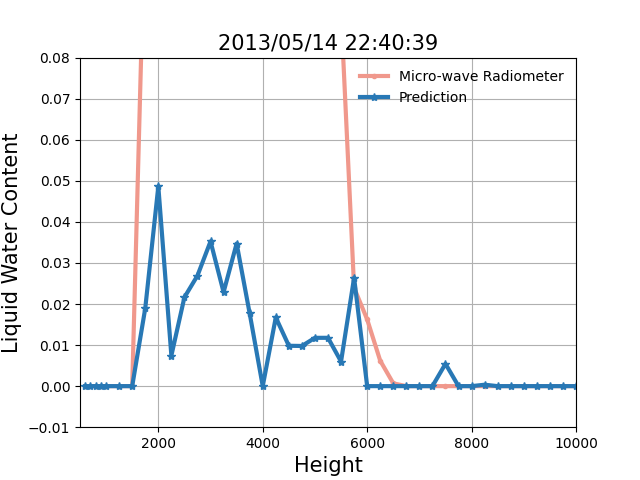 2013/05/14 22:40:39
Liquid Water Content
0.08
0.07
0.06
0.05
0.04
0.03
0.02
0.01
0.00
−0.01
Micro-wave Radiometer
Prediction
2000 4000 6000 8000 10000
Height